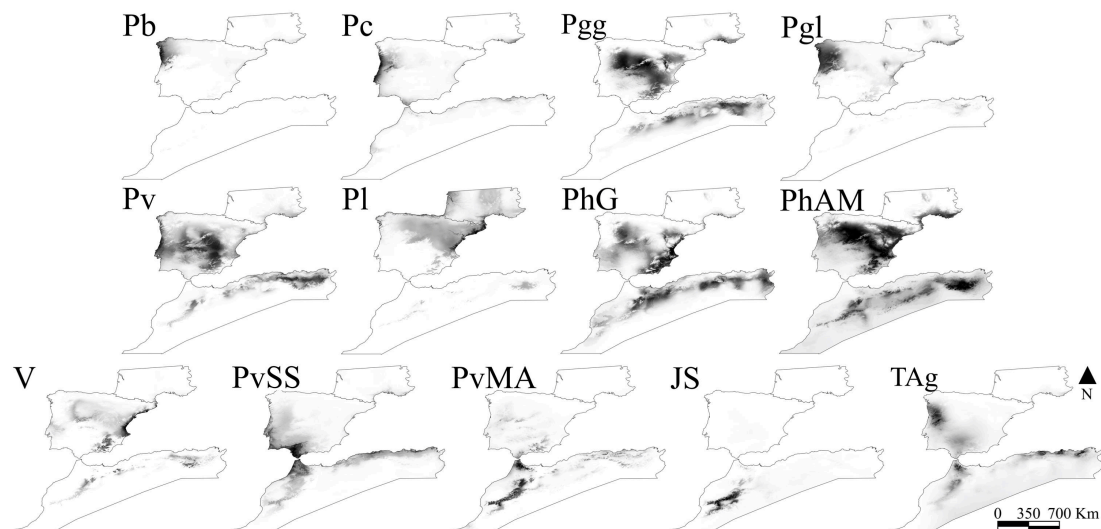 Pb Pc Pgg Pgl
Pv Pl PhG PhAM
V PvSS PvMA JS TAg
N
0 350 700 Km